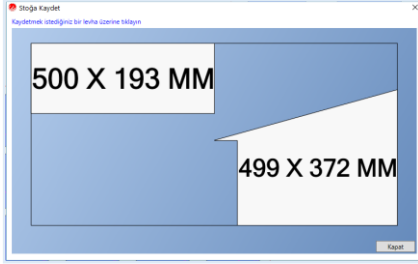 Stoğa Kaydet
Kaydetmek istediğiniz bir levha üzerine tıklayın
500 X 193 MM
499 X 372 MM
Kapat